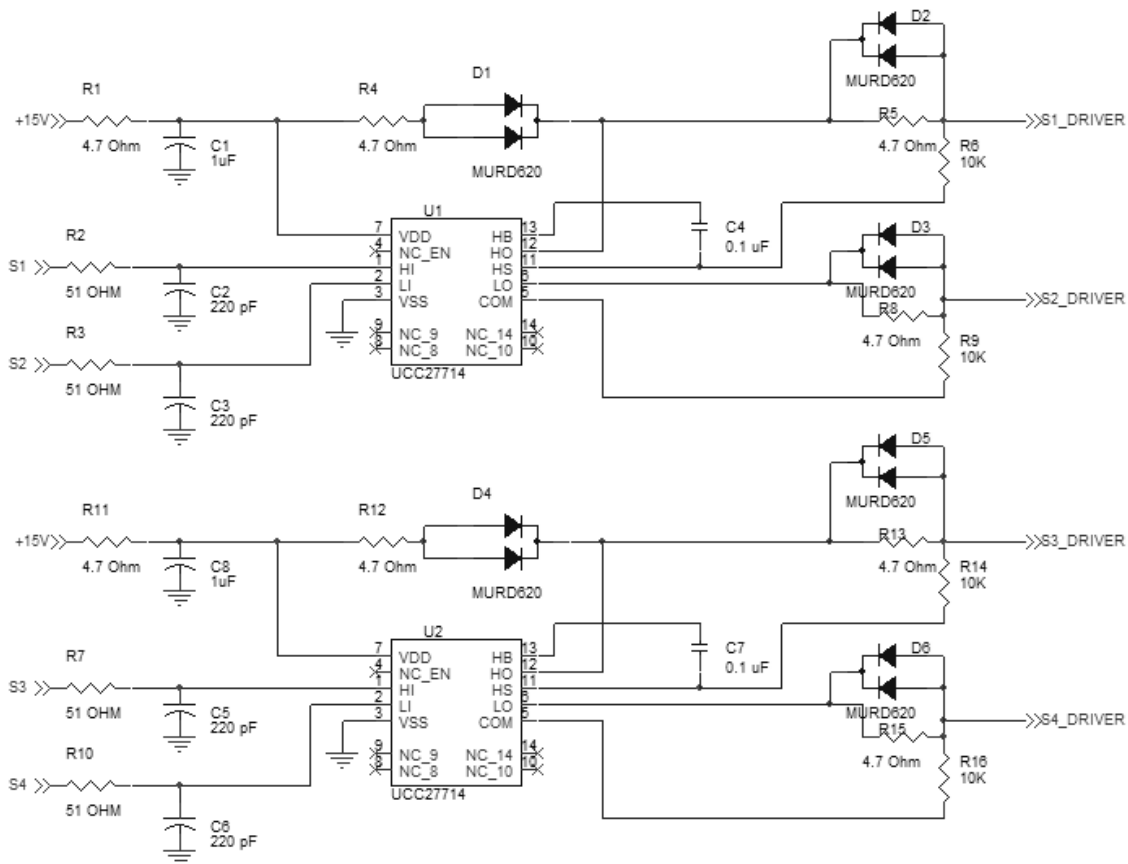 D2
MURD620
D1
R1
R4
R5
+15V
S1_DRIVER
4.7 Ohm
C1
1uF
4.7 Ohm
4.7 Ohm
R6
10K
MURD620
U1
7
VDD
HB
13
C4
0.1 uF
D3
4
NC_EN
HO
12
R2
S1
1
HI
HS
11
51 OHM
C2
220 pF
2
LI
LO
6
MURD620
3
VSS
COM
5
S2_DRIVER
R8
4.7 Ohm
R3
9
NC_9
NC_14
14
8
NC_8
NC_10
10
R9
10K
S2
51 OHM
UCC27714
C3
220 pF
D5
MURD620
D4
R11
R12
R13
+15V
S3_DRIVER
4.7 Ohm
C8
1uF
4.7 Ohm
4.7 Ohm
R14
10K
MURD620
U2
7
VDD
HB
13
C7
0.1 uF
D6
4
NC_EN
HO
12
R7
S3
1
HI
HS
11
51 OHM
C5
220 pF
2
LI
LO
6
MURD620
3
VSS
COM
5
S4_DRIVER
R15
4.7 Ohm
R10
9
NC_9
NC_14
14
8
NC_8
NC_10
10
R16
10K
S4
51 OHM
UCC27714
C6
220 pF